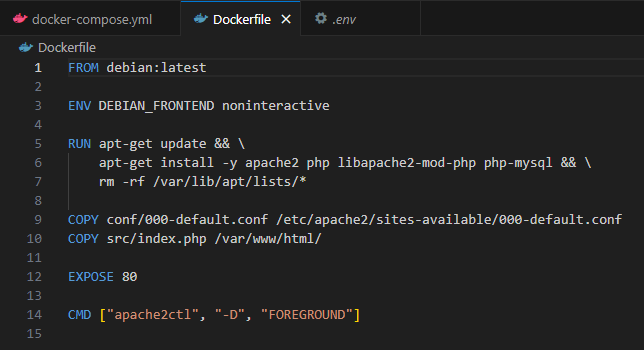 docker-compose.yml Dockerfile .env
Dockerfile
1 FROM debian:latest
2
3 ENV DEBIAN_FRONTEND noninteractive
4
5 RUN apt-get update && \
6 apt-get install -y apache2 php libapache2-mod-php php-mysql && \
7 rm -rf /var/lib/apt/lists/*
8
9 COPY conf/000-default.conf /etc/apache2/sites-available/000-default.conf
10 COPY src/index.php /var/www/html/
11
12 EXPOSE 80
13
14 CMD ["apache2ctl", "-D", "FOREGROUND"]
15